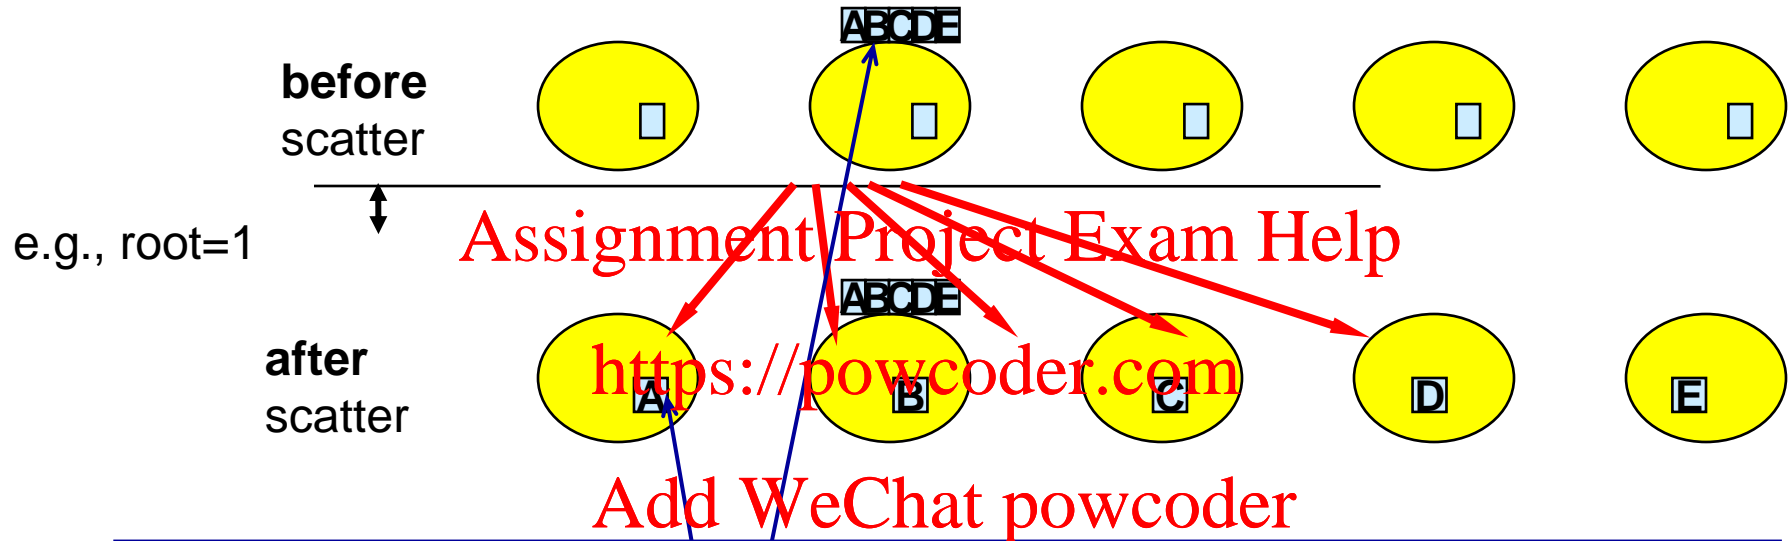 ABCDE
before
scatter
e.g., root=1
Assignment Project Exam Help
ABCDE
after
scatter
https://powcoder.com
A B C D E
Add WeChat powcoder